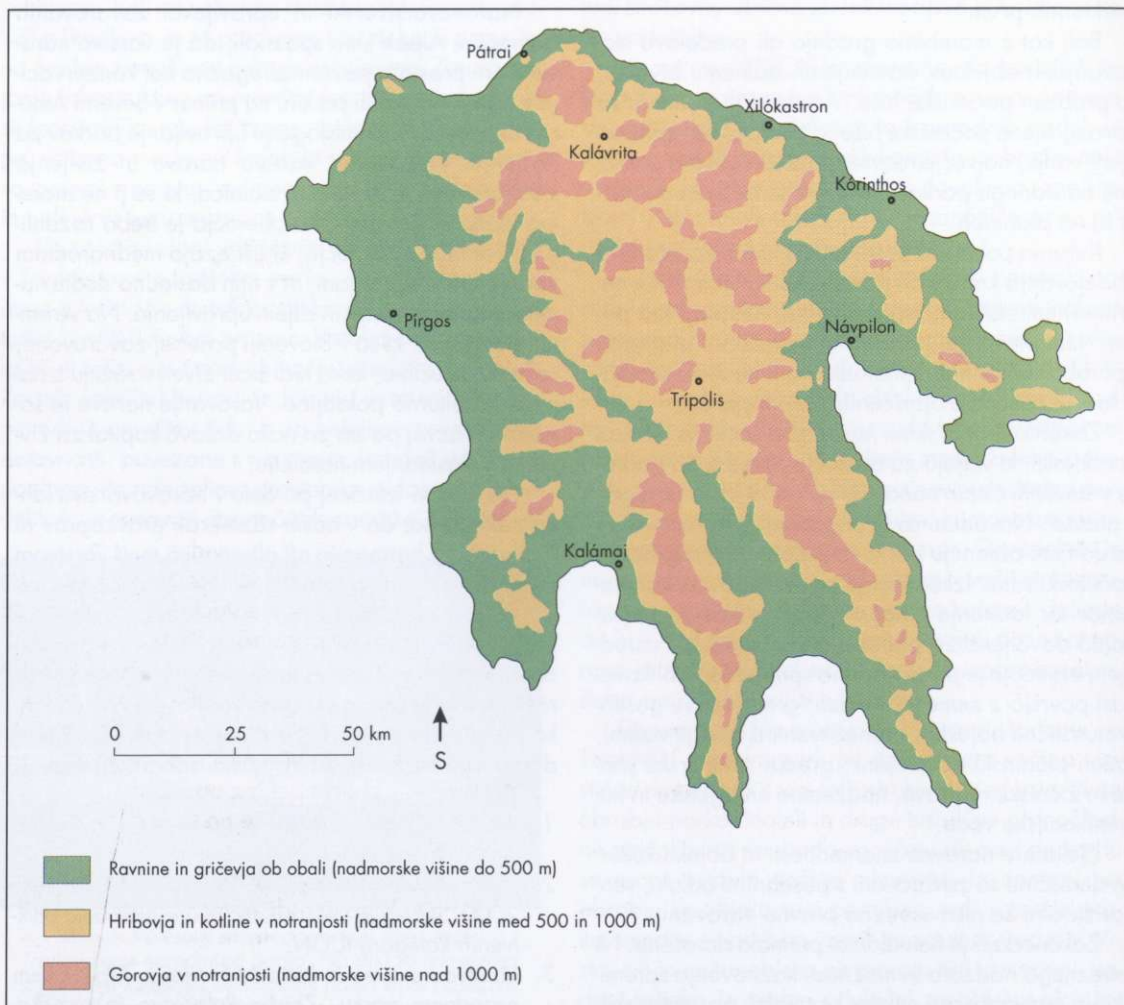 Pátrai
Xilókastron
Kalávrita
Kórinthos
Pírgos
Návpilon
Trípolis
Kalámai
0 25 50 km
S
Ravnine in gričevja ob obali (nadmorske višine do 500 m)
Hribovja in kotline v notranjosti (nadmorske višine med 500 in 1000 m)
Gorovja v notranjosti (nadmorske višine nad 1000 m)